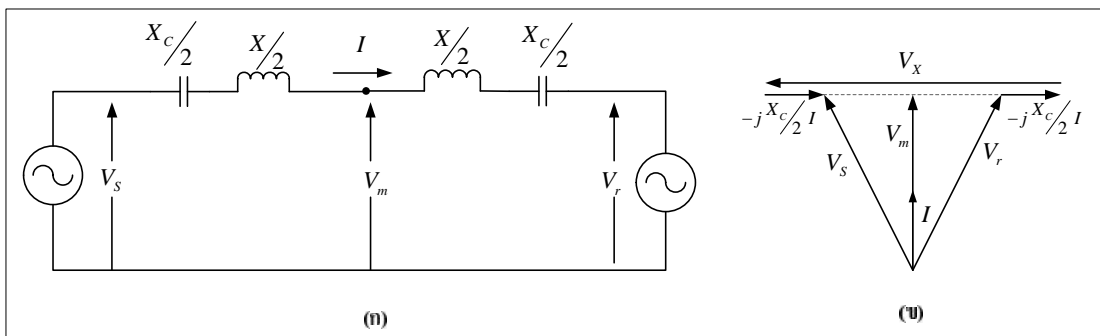 X_C/2
X/2
I
X/2
X_C/2
V_S
V_m
V_r
(ก)
V_X
-j X_C/2 I
-j X_C/2 I
V_m
V_S
V_r
I
(ข)